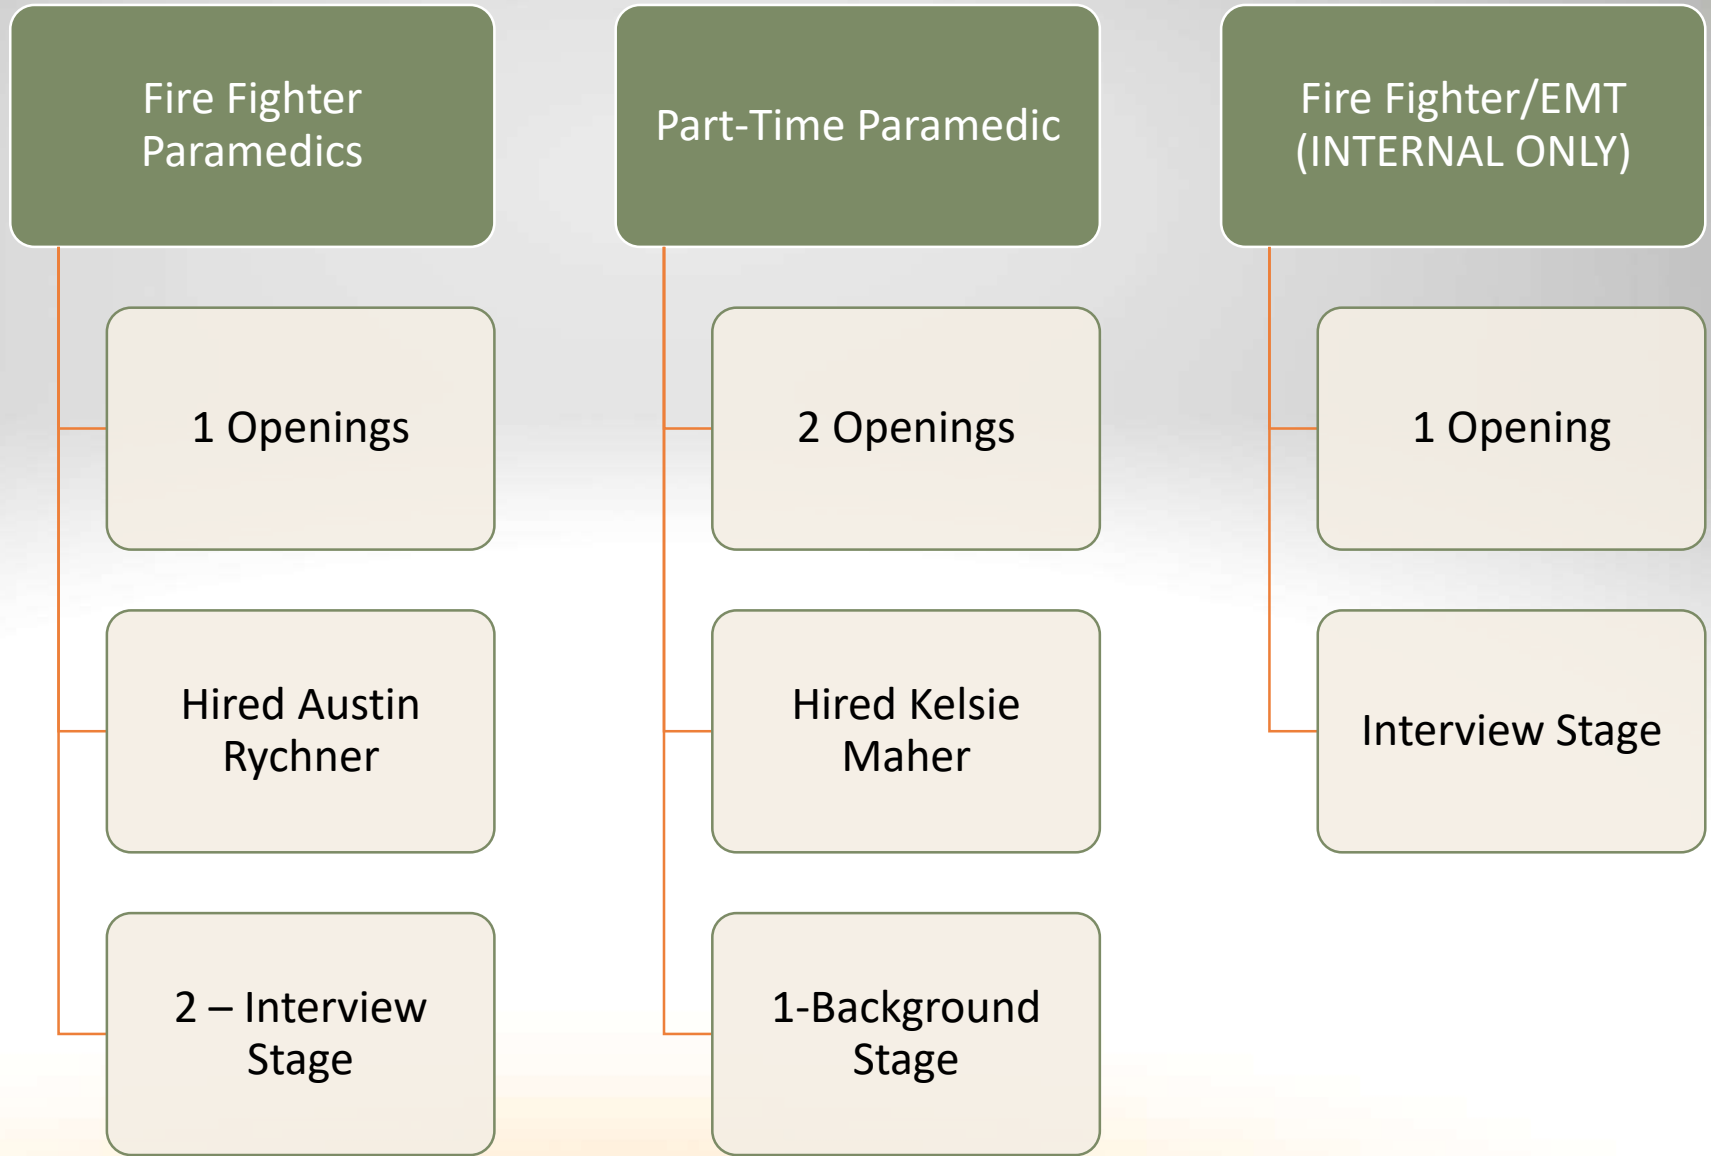 Fire Fighter
Paramedics
1 Openings
Hired Austin
Rychner
2 – Interview
Stage
Part-Time Paramedic
2 Openings
Hired Kelsie
Maher
1-Background
Stage
Fire Fighter/EMT
(INTERNAL ONLY)
1 Opening
Interview Stage